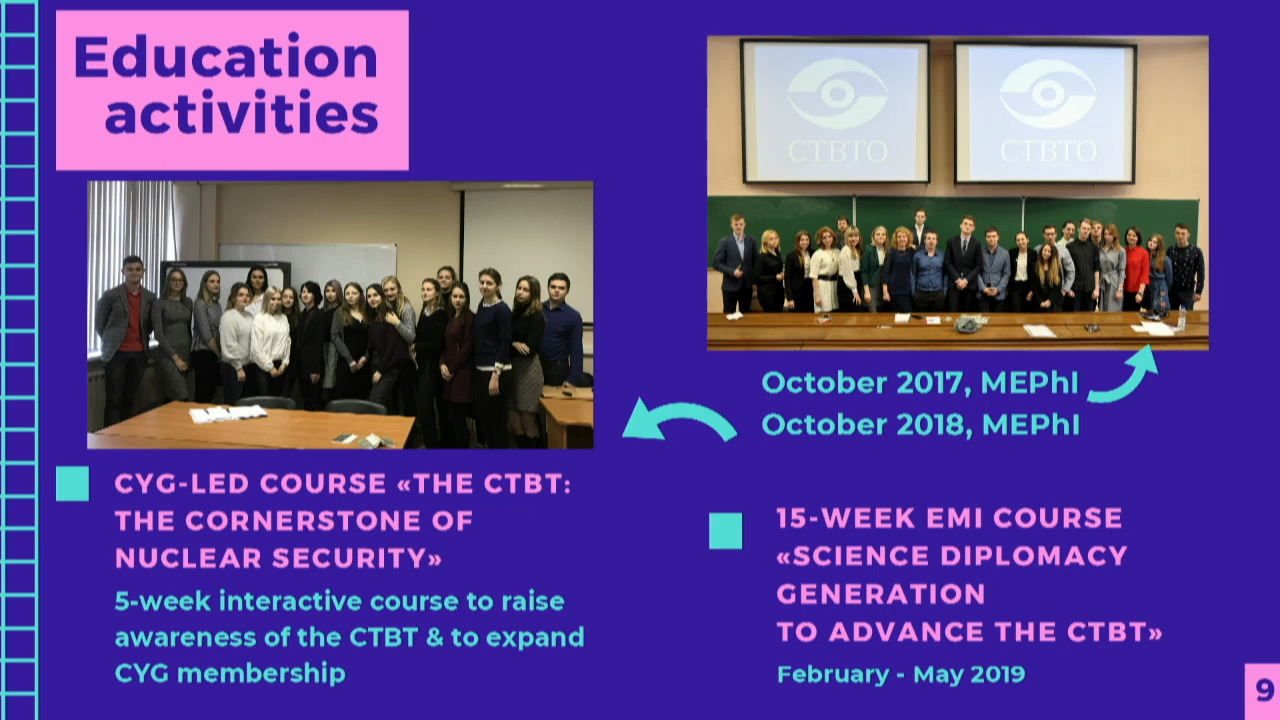 Education
activities
CTBTO
CTBTO
October 2017, MEPhI
October 2018, MEPhI
CYG-LED COURSE «THE CTBT:
THE CORNERSTONE OF
NUCLEAR SECURITY»
5-week interactive course to raise
awareness of the CTBT & to expand
CYG membership
15-WEEK EMI COURSE
«SCIENCE DIPLOMACY
GENERATION
TO ADVANCE THE CTBT»
February - May 2019
9